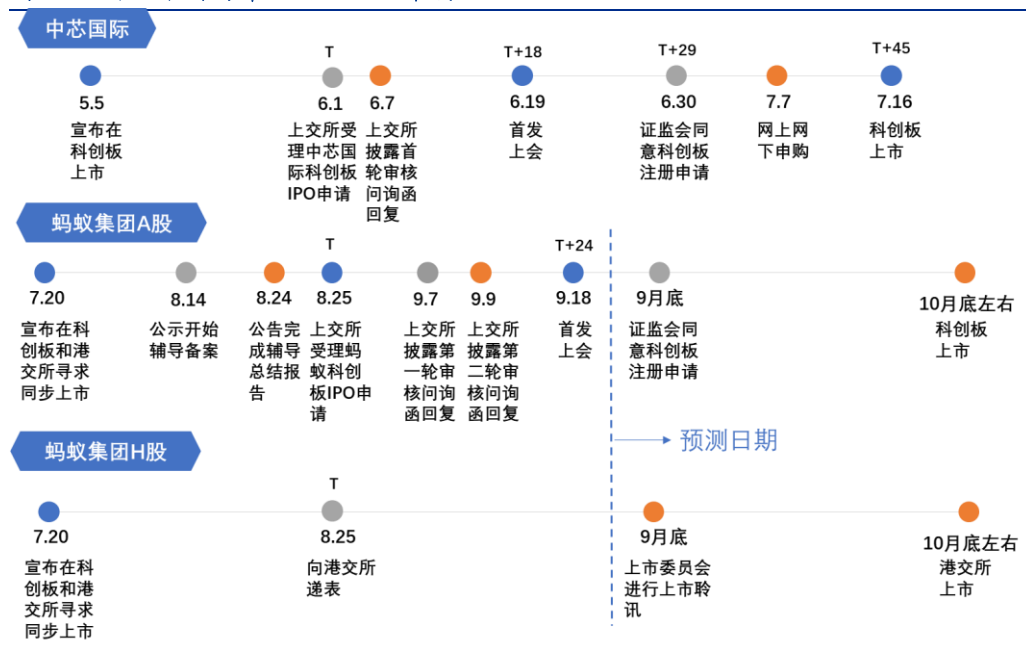 中芯国际
T
T+18
T+29
T+45
5.5
6.1
6.7
6.19
6.30
7.7
7.16
宣布在
科创板
上市
上交所受
理中芯国
际科创板
IPO申请
上交所
披露首
轮审核
问询函
回复
首发
上会
证监会同
意科创板
注册申请
网上网
下申购
科创板
上市
蚂蚁集团A股
T
T+24
7.20
8.14
8.24
8.25
9.7
9.9
9.18
9月底
10月底左右
宣布在科
创板和港
交所寻求
同步上市
公示开始
辅导备案
公告完
成辅导
总结报
告
上交所
受理蚂
蚁科创
板IPO申
请
上交所
披露第
一轮审
核问询
函回复
上交所
披露第
二轮审
核问询
函回复
首发
上会
证监会同
意科创板
注册申请
科创板
上市
预测日期
蚂蚁集团H股
T
7.20
8.25
9月底
10月底左右
宣布在科
创板和港
交所寻求
同步上市
向港交所
递表
上市委员会
进行上市聆
讯
港交所
上市